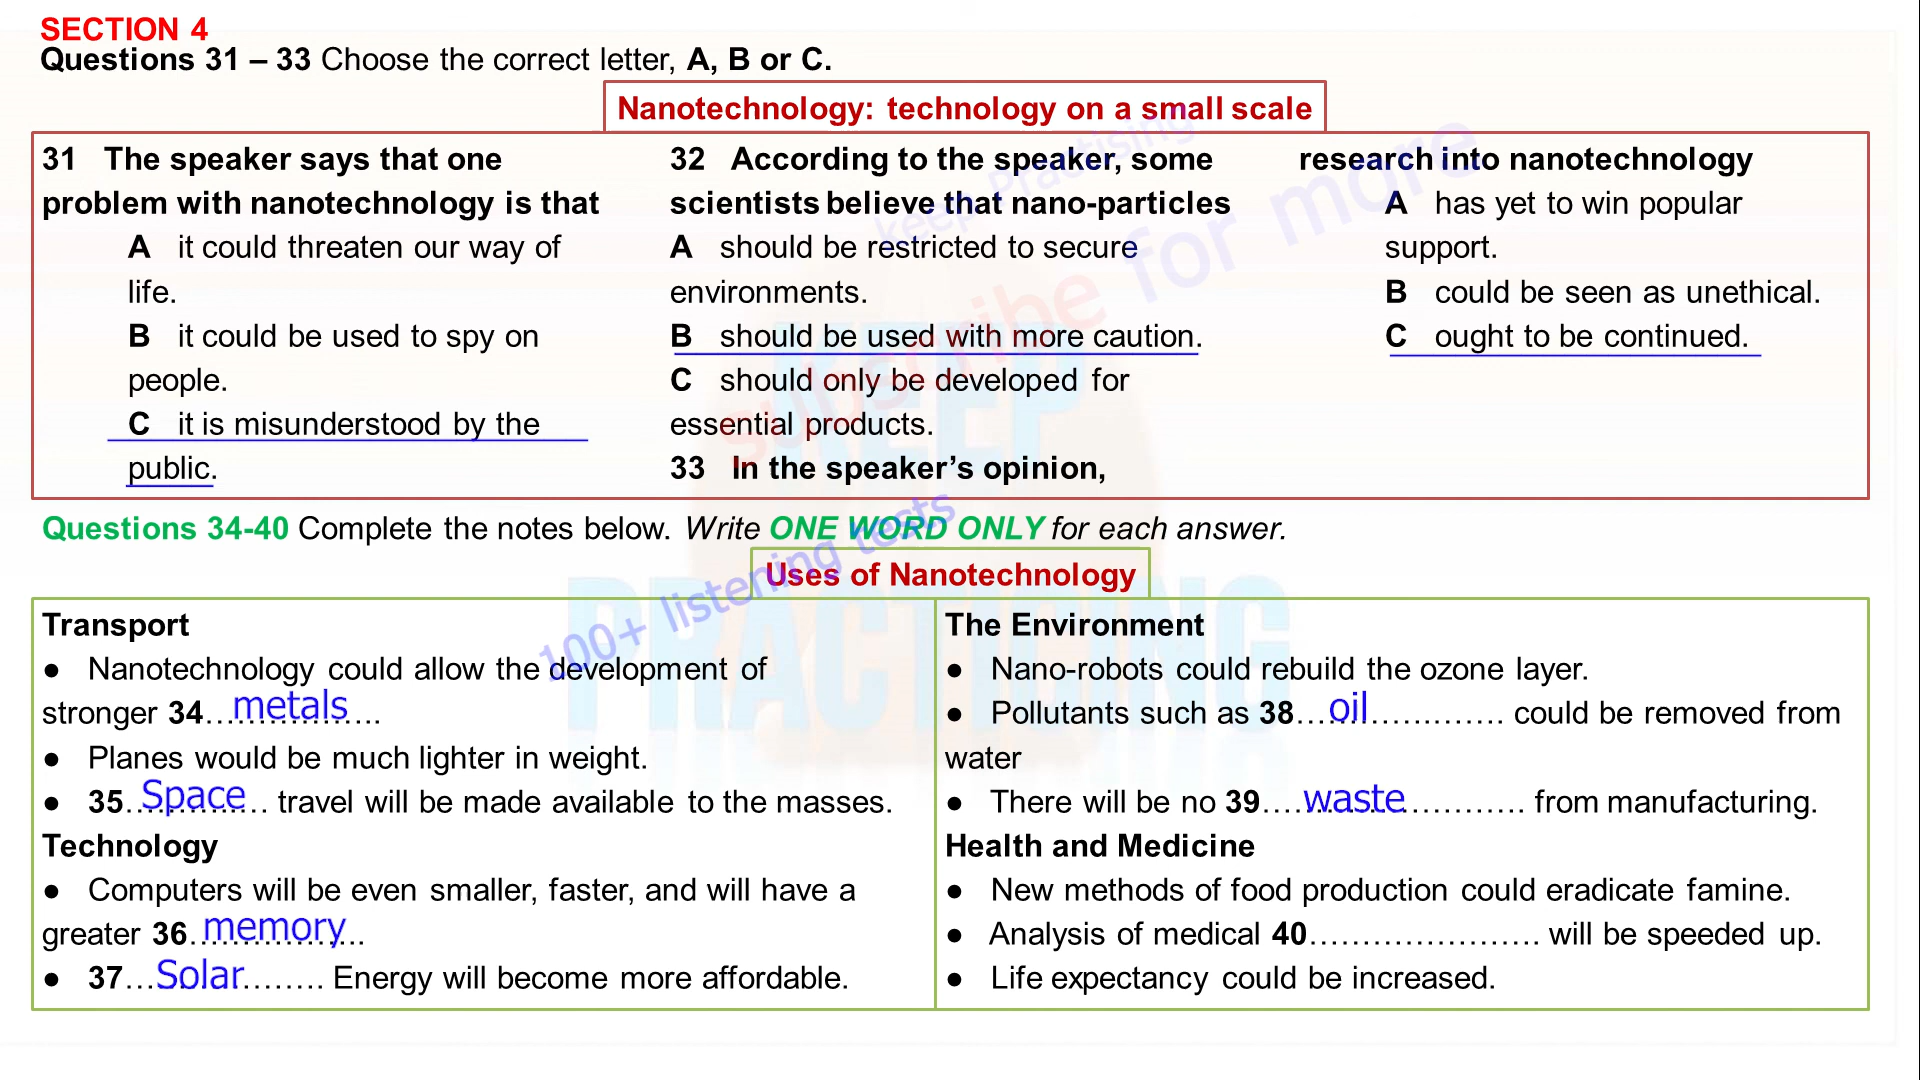 SECTION 4
Questions 31 – 33 Choose the correct letter, A, B or C.
Nanotechnology: technology on a small scale
31 The speaker says that one
problem with nanotechnology is that
A it could threaten our way of
life.
B it could be used to spy on
people.
C it is misunderstood by the
public.
32 According to the speaker, some
scientists believe that nano-particles
A should be restricted to secure
environments.
B should be used with more caution.
C should only be developed for
essential products.
33 In the speaker’s opinion,
research into nanotechnology
A has yet to win popular
support.
B could be seen as unethical.
C ought to be continued.
Questions 34-40 Complete the notes below. Write ONE WORD ONLY for each answer.
Uses of Nanotechnology
Transport
● Nanotechnology could allow the development of
stronger 34…metals…..
● Planes would be much lighter in weight.
● 35…Space… travel will be made available to the masses.
Technology
● Computers will be even smaller, faster, and will have a
greater 36…memory…..
● 37…Solar……. Energy will become more affordable.
The Environment
● Nano-robots could rebuild the ozone layer.
● Pollutants such as 38…oil………………. could be removed from
water
● There will be no 39…waste…………. from manufacturing.
Health and Medicine
● New methods of food production could eradicate famine.
● Analysis of medical 40…………………. will be speeded up.
● Life expectancy could be increased.
keep Practising
subscribe for more
100+ listening tests
KEEP
PRACTICING